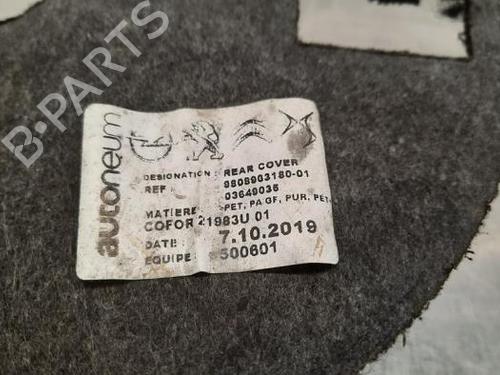 B-PARTS
autoneum
DESIGNATION: REAR COVER
REF: 9808903180-01
03649035
MATIERE: PET, PA GF, PUR, PET
COFOR 21983U 01
DATE: 7.10.2019
EQUIPE: 500601